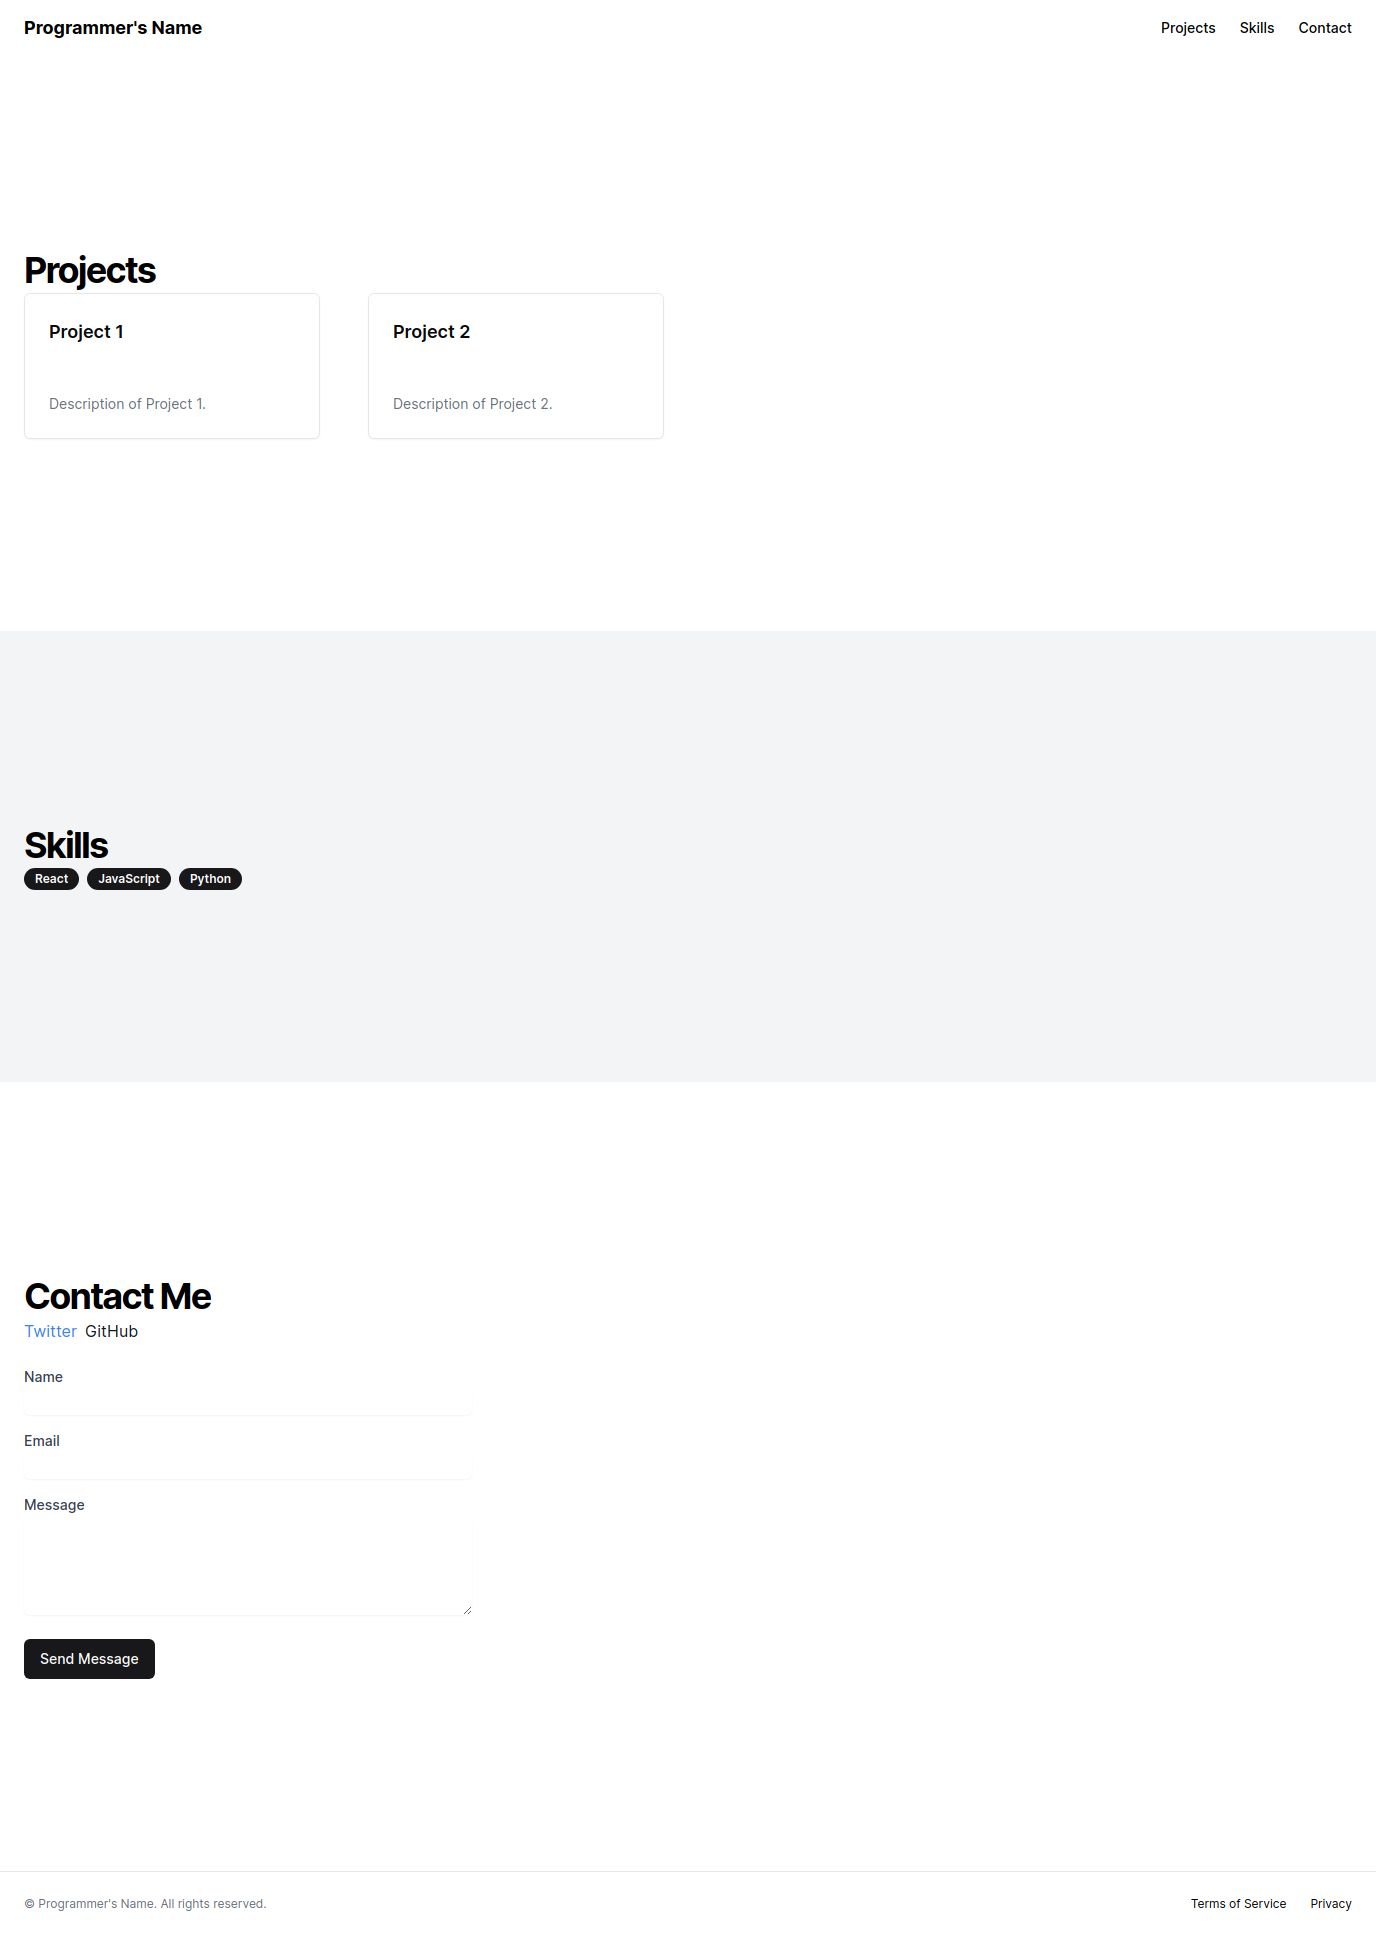 Programmer's Name
Projects Skills Contact
Projects
Project 1
Description of Project 1.
Project 2
Description of Project 2.
Skills
React JavaScript Python
Contact Me
Twitter GitHub
Name
Email
Message
Send Message
© Programmer's Name. All rights reserved.
Terms of Service Privacy